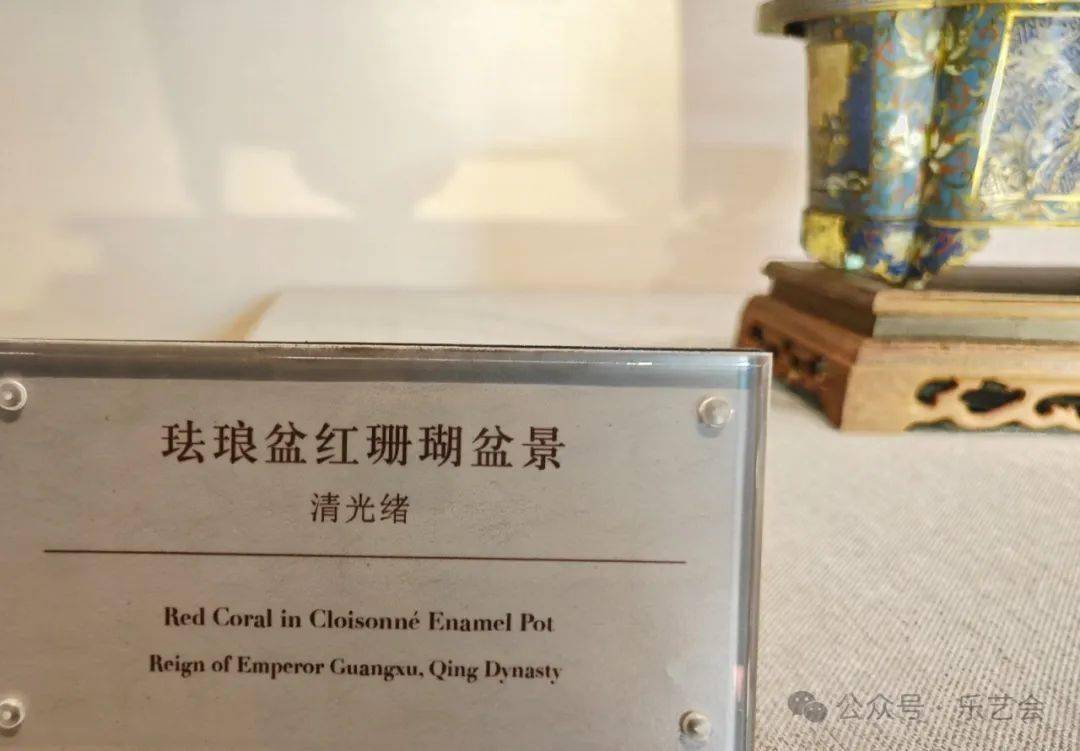 珐琅盆红珊瑚盆景
清光绪
Red Coral in Cloisonné Enamel Pot
Reign of Emperor Guangxu, Qing Dynasty
公众号·乐艺会